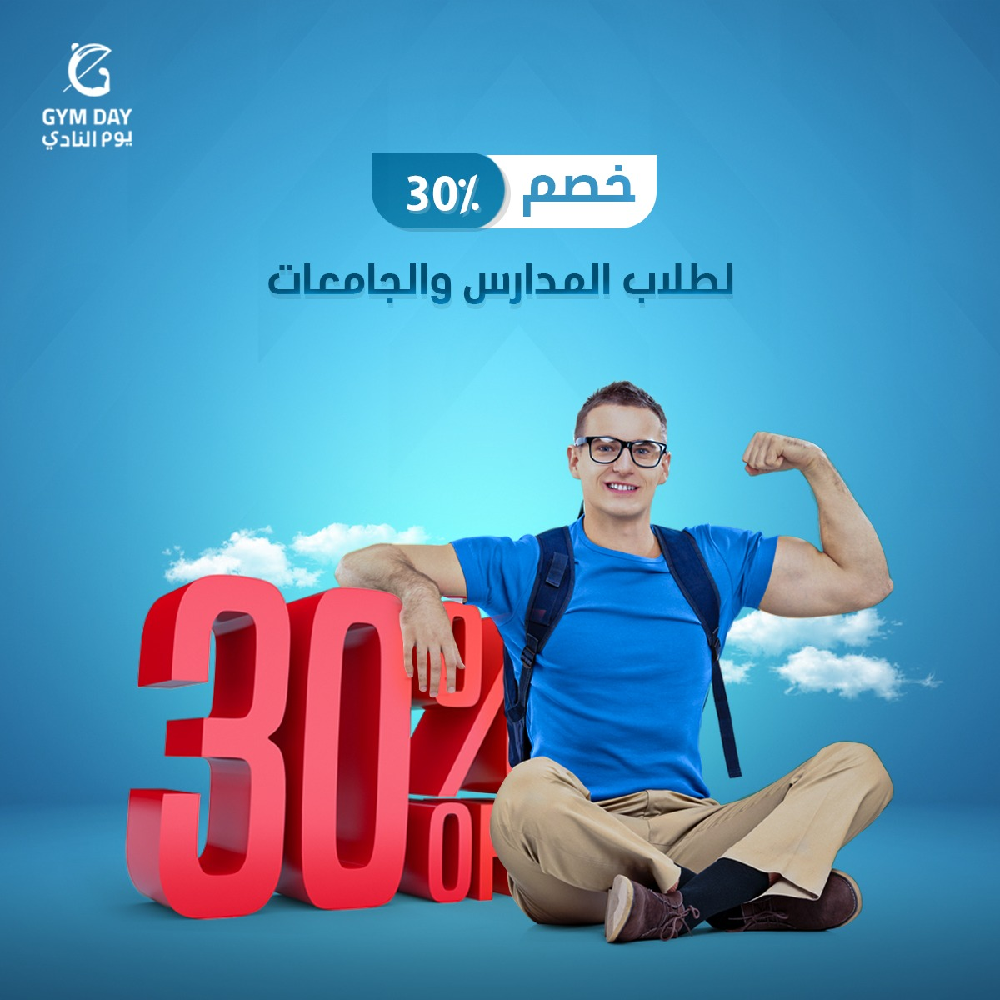 GYM DAY
يوم النادي
خصم 30٪
لطلاب المدارس والجامعات
30%
OF